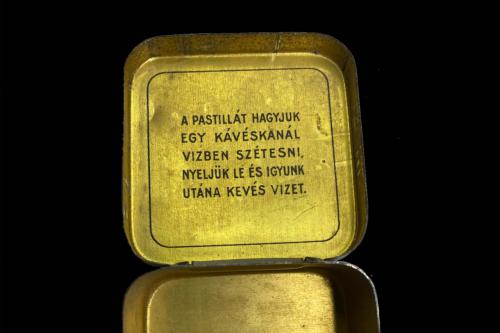 A PASTILLÁT HAGYJUK
EGY KÁVÉSKANÁL
VIZBEN SZÉTESNI,
NYELJÜK LE ÉS IGYUNK
UTÁNA KEVÉS VIZET.